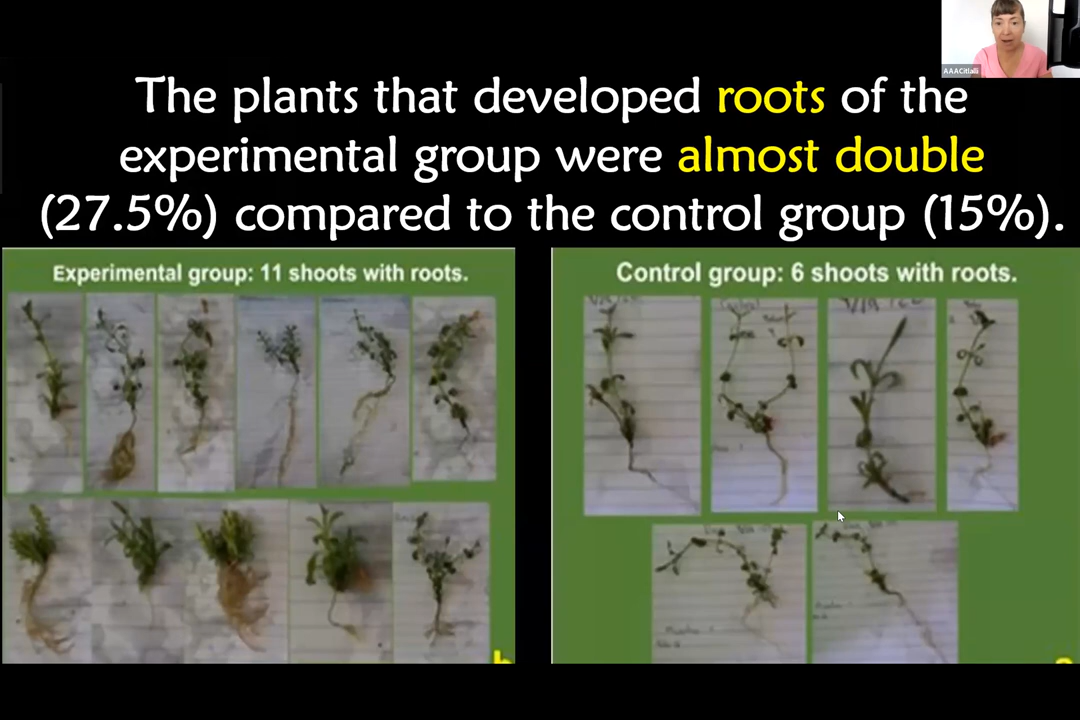 AAACitlalli
The plants that developed roots of the
experimental group were almost double
(27.5%) compared to the control group (15%).
Experimental group: 11 shoots with roots.
Control group: 6 shoots with roots.
b